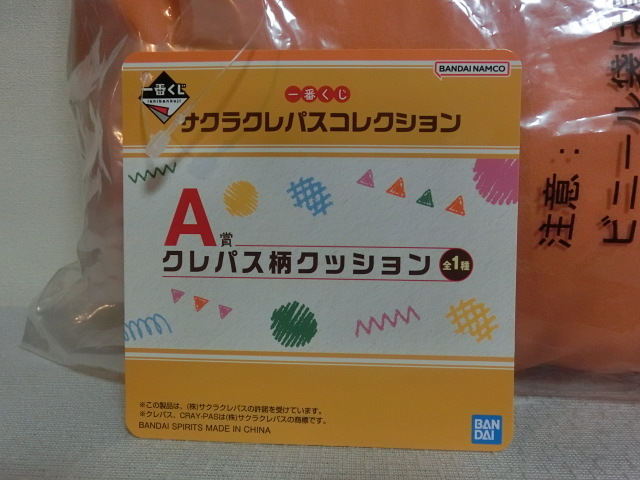 BANDAI NAMCO
一番くじ
ichibankuji
一番くじ
サクラクレパスコレクション
A賞
クレパス柄クッション 全1種
※この製品は、(株)サクラクレパスの許諾を受けています。
※クレパス、CRAY-PASは(株)サクラクレパスの商標です。
BANDAI SPIRITS MADE IN CHINA
BAN
DAI
注意：
ビニール袋は